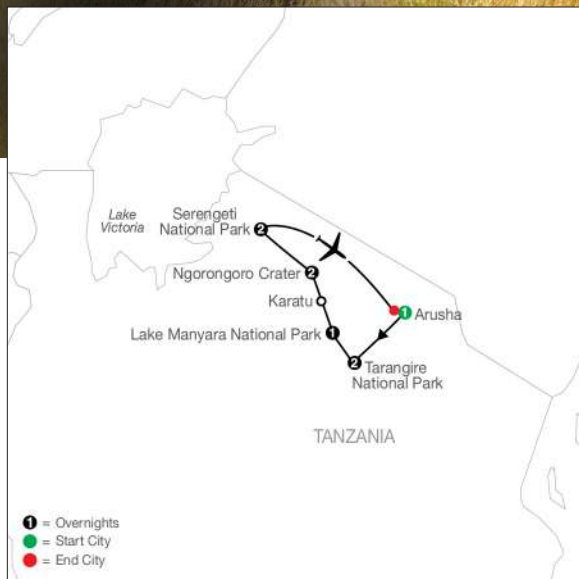 Lake
Victoria
Serengeti
National Park
2
Ngorongoro Crater
2
Karatu
Lake Manyara National Park
1
1
Arusha
2
Tarangire
National Park
TANZANIA
1 = Overnights
= Start City
= End City